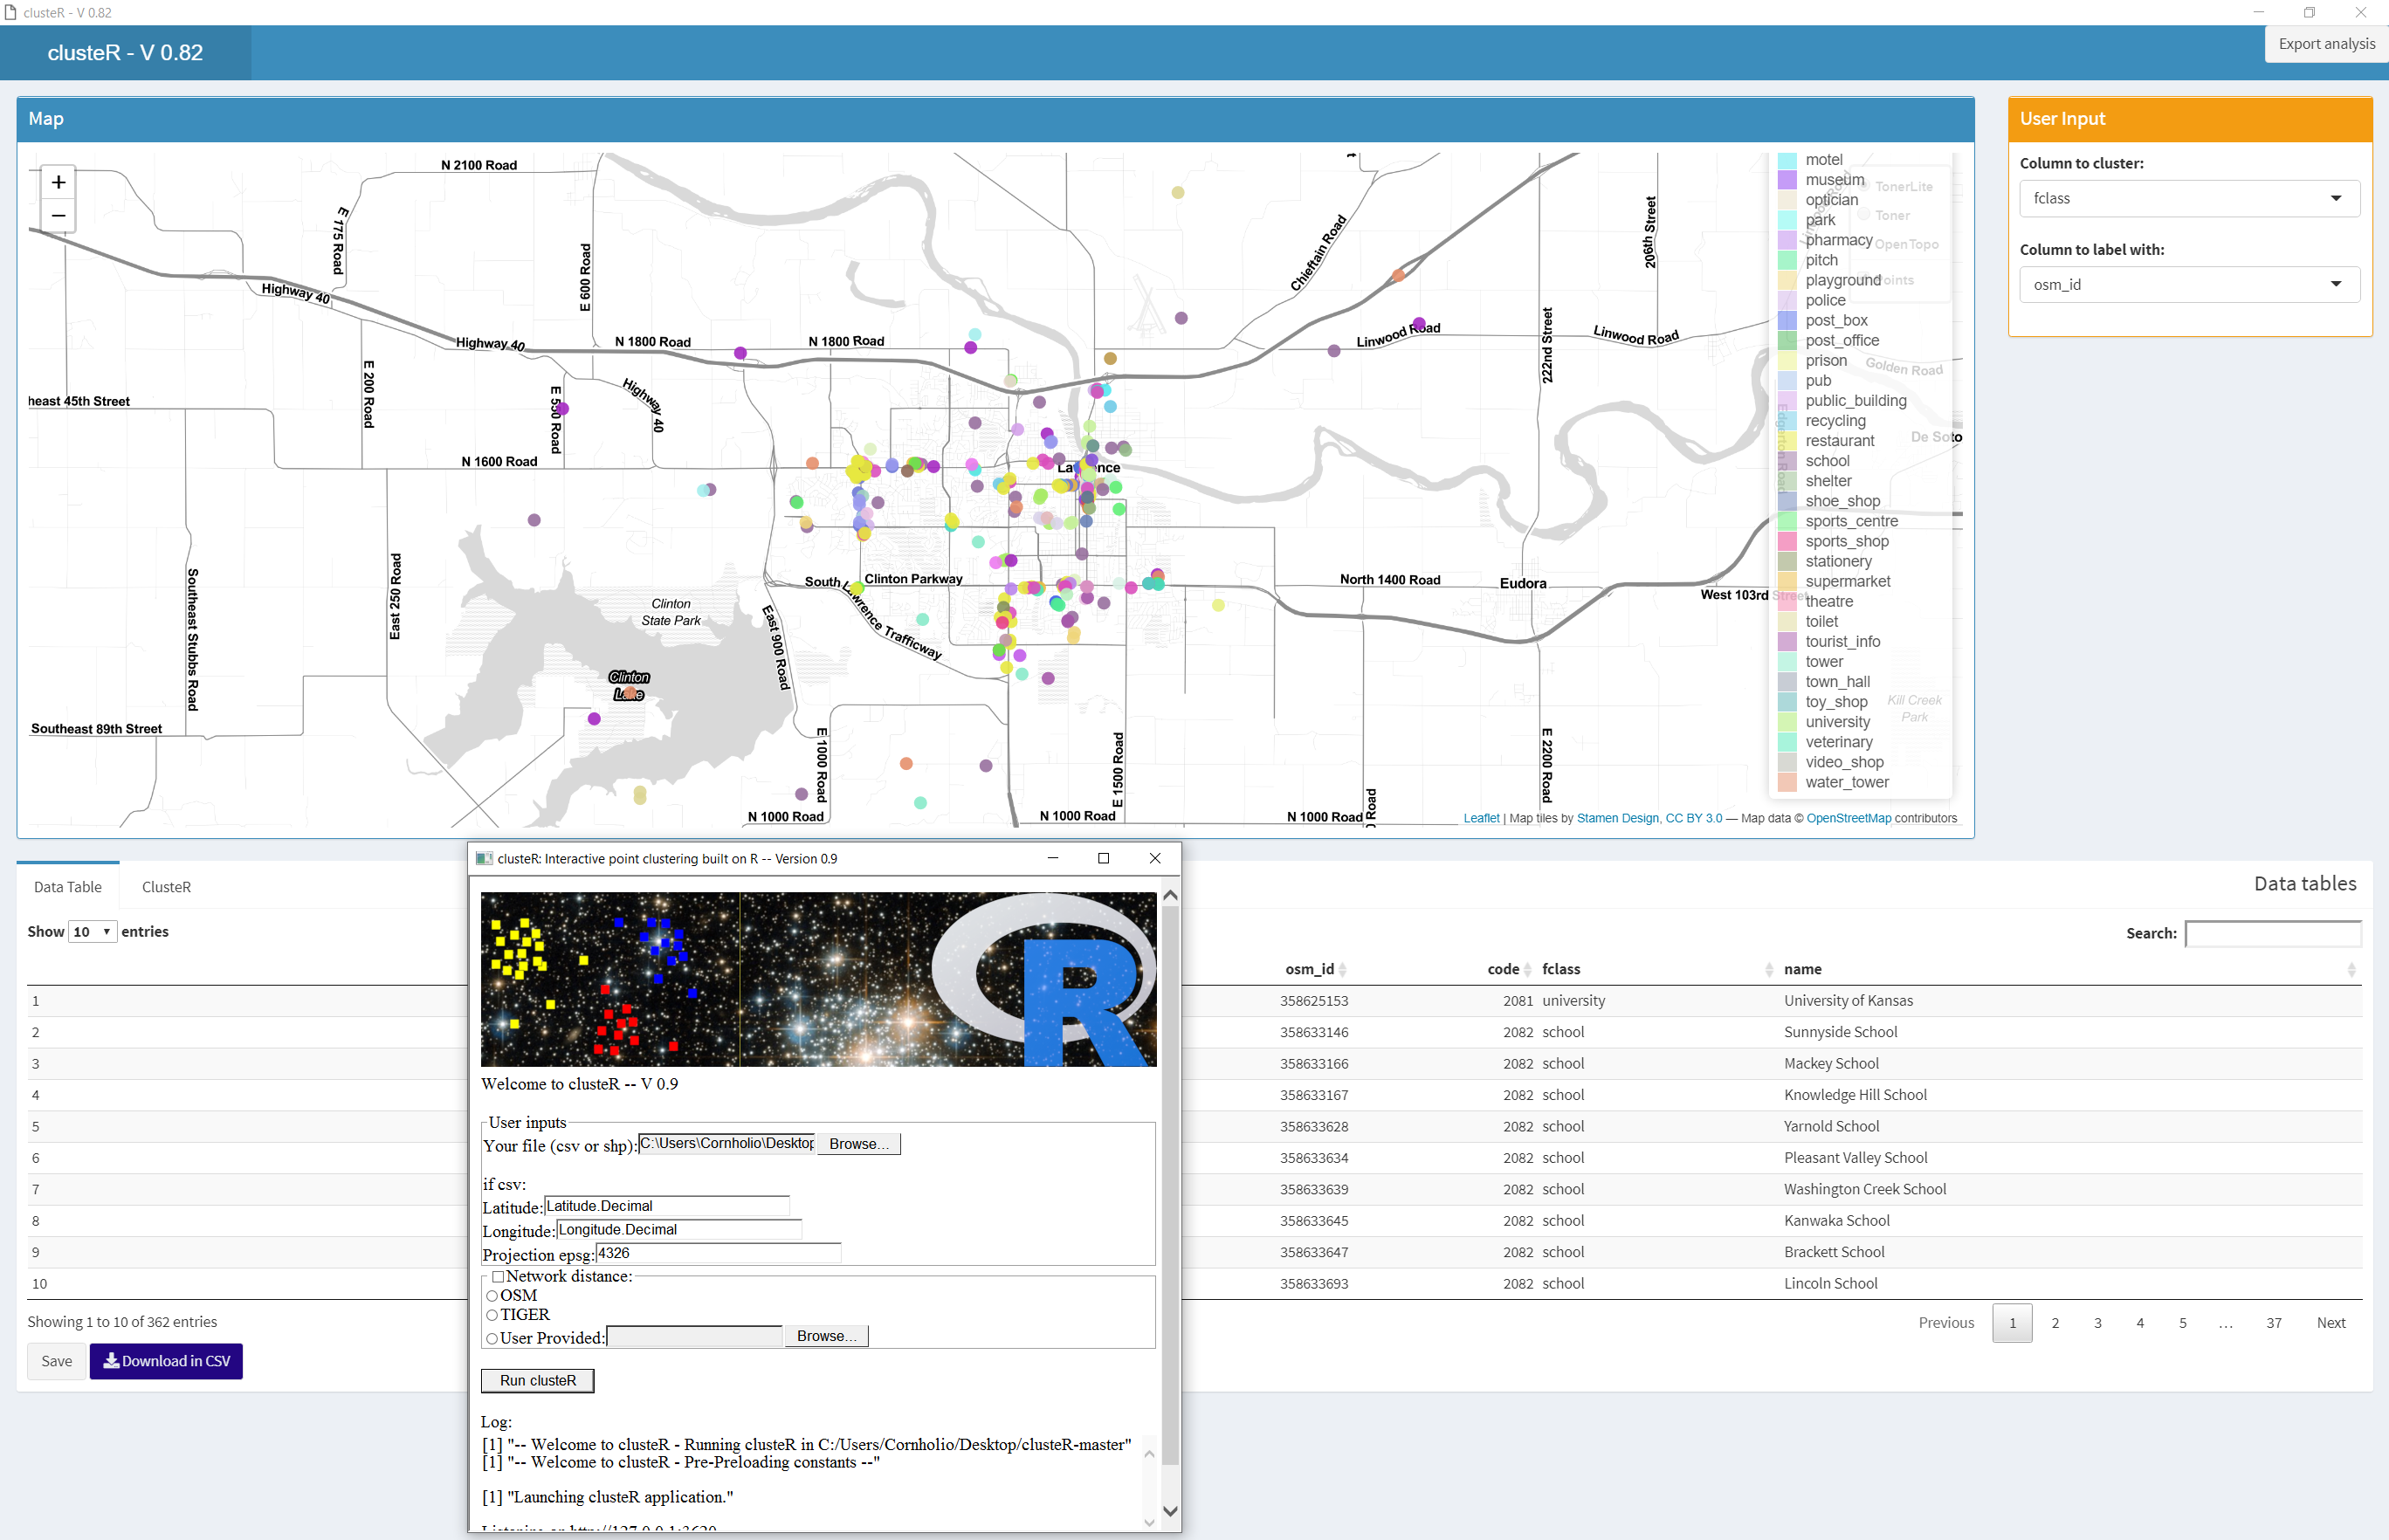 clusteR - V 0.82
clusteR - V 0.82
Export analysis
Map
User Input
Column to cluster:
fclass
Column to label with:
osm_id
+
−
N 2100 Road
E 175 Road
E 600 Road
Highway 40
Highway 40
N 1800 Road
N 1800 Road
Highway 40
E 200 Road
E 550 Road
heast 45th Street
N 1600 Road
Chieftain Road
206th Street
222nd Street
Linwood Road
Linwood Road
Golden Road
Edgerton Road
De Soto
Lawrence
Southeast Stubbs Road
East 250 Road
Clinton
State Park
South Lawrence Trafficway
Clinton Parkway
East 900 Road
North 1400 Road
Eudora
West 103rd Street
Clinton
Lake
Southeast 89th Street
E 1000 Road
E 1500 Road
E 2200 Road
N 1000 Road
N 1000 Road
N 1000 Road
0 Road
Kill Creek
Park
TonerLite
Toner
OpenTopo
motel
museum
optician
park
pharmacy
pitch
playground
police
post_box
post_office
prison
pub
public_building
recycling
restaurant
school
shelter
shoe_shop
sports_centre
sports_shop
stationery
supermarket
theatre
toilet
tourist_info
tower
town_hall
toy_shop
university
veterinary
video_shop
water_tower
Leaflet | Map tiles by Stamen Design, CC BY 3.0 — Map data © OpenStreetMap contributors
Data Table
ClusteR
Data tables
Show 10 entries
Search:
osm_id code fclass name
1 358625153 2081 university University of Kansas
2 358633146 2082 school Sunnyside School
3 358633166 2082 school Mackey School
4 358633167 2082 school Knowledge Hill School
5 358633628 2082 school Yarnold School
6 358633634 2082 school Pleasant Valley School
7 358633639 2082 school Washington Creek School
8 358633645 2082 school Kanwaka School
9 358633647 2082 school Brackett School
10 358633693 2082 school Lincoln School
Showing 1 to 10 of 362 entries
Previous 1 2 3 4 5 … 37 Next
Save
Download in CSV
clusteR: Interactive point clustering built on R -- Version 0.9
R
Welcome to clusteR -- V 0.9
User inputs
Your file (csv or shp): C:\Users\Cornholio\Desktop Browse...
if csv:
Latitude: Latitude.Decimal
Longitude: Longitude.Decimal
Projection epsg: 4326
Network distance:
OSM
TIGER
User Provided: Browse...
Run clusteR
Log:
[1] "-- Welcome to clusteR - Running clusteR in C:/Users/Cornholio/Desktop/clusteR-master"
[1] "-- Welcome to clusteR - Pre-Preloading constants --"
[1] "Launching clusteR application."